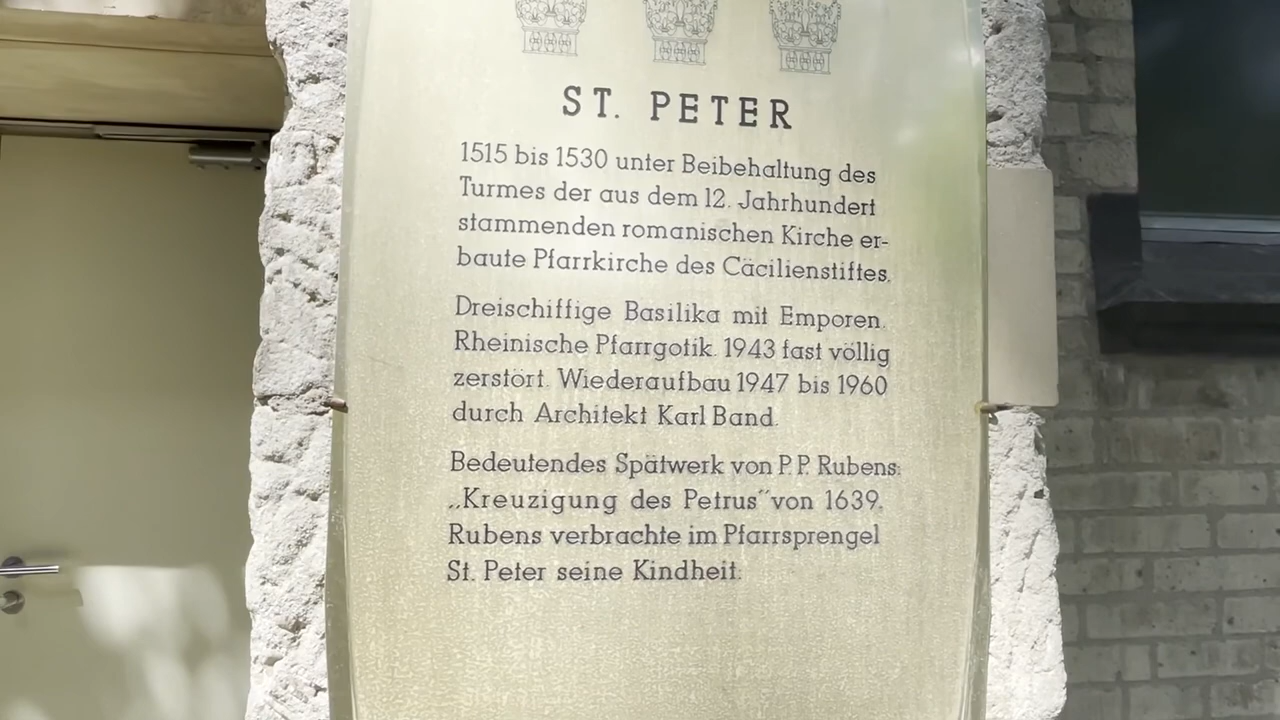 ST. PETER
1515 bis 1530 unter Beibehaltung des
Turmes der aus dem 12. Jahrhundert
stammenden romanischen Kirche er-
baute Pfarrkirche des Cäcilienstiftes.
Dreischiffige Basilika mit Emporen.
Rheinische Pfarrgotik. 1943 fast völlig
zerstört. Wiederaufbau 1947 bis 1960
durch Architekt Karl Band.
Bedeutendes Spätwerk von P. P. Rubens:
„Kreuzigung des Petrus“ von 1639.
Rubens verbrachte im Pfarrsprengel
St. Peter seine Kindheit.